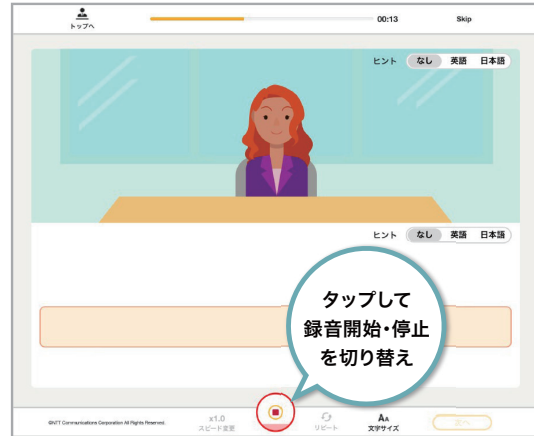 トップへ
00:13
Skip
ヒント なし 英語 日本語
ヒント なし 英語 日本語
タップして
録音開始・停止
を切り替え
©NTT Communications Corporation All Rights Reserved.
x1.0
スピード変更
リピート
AA
文字サイズ
次へ